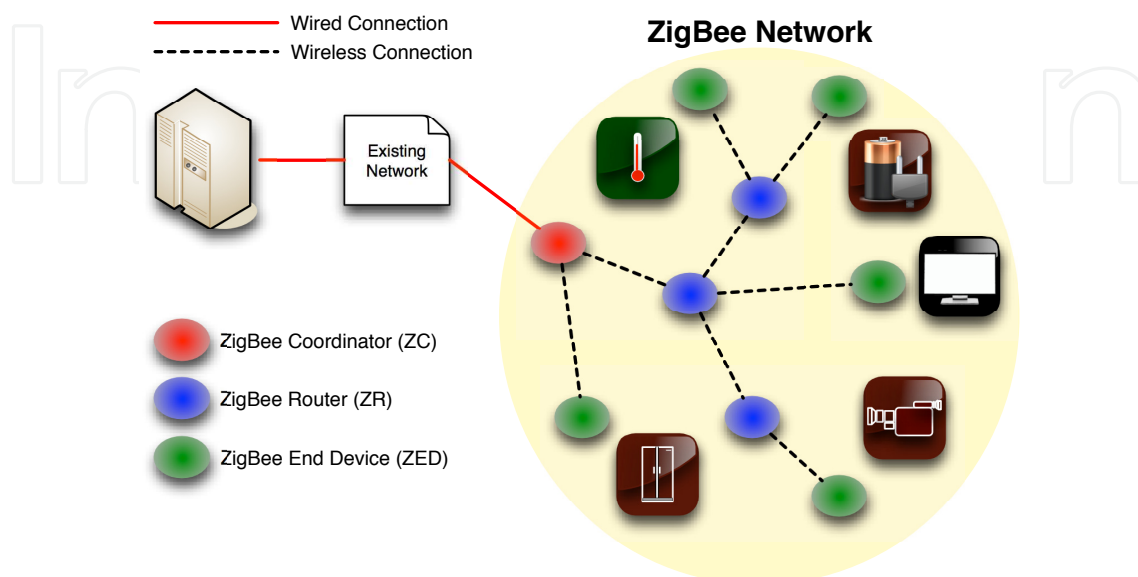 Wired Connection
Wireless Connection
ZigBee Network
Existing
Network
ZigBee Coordinator (ZC)
ZigBee Router (ZR)
ZigBee End Device (ZED)